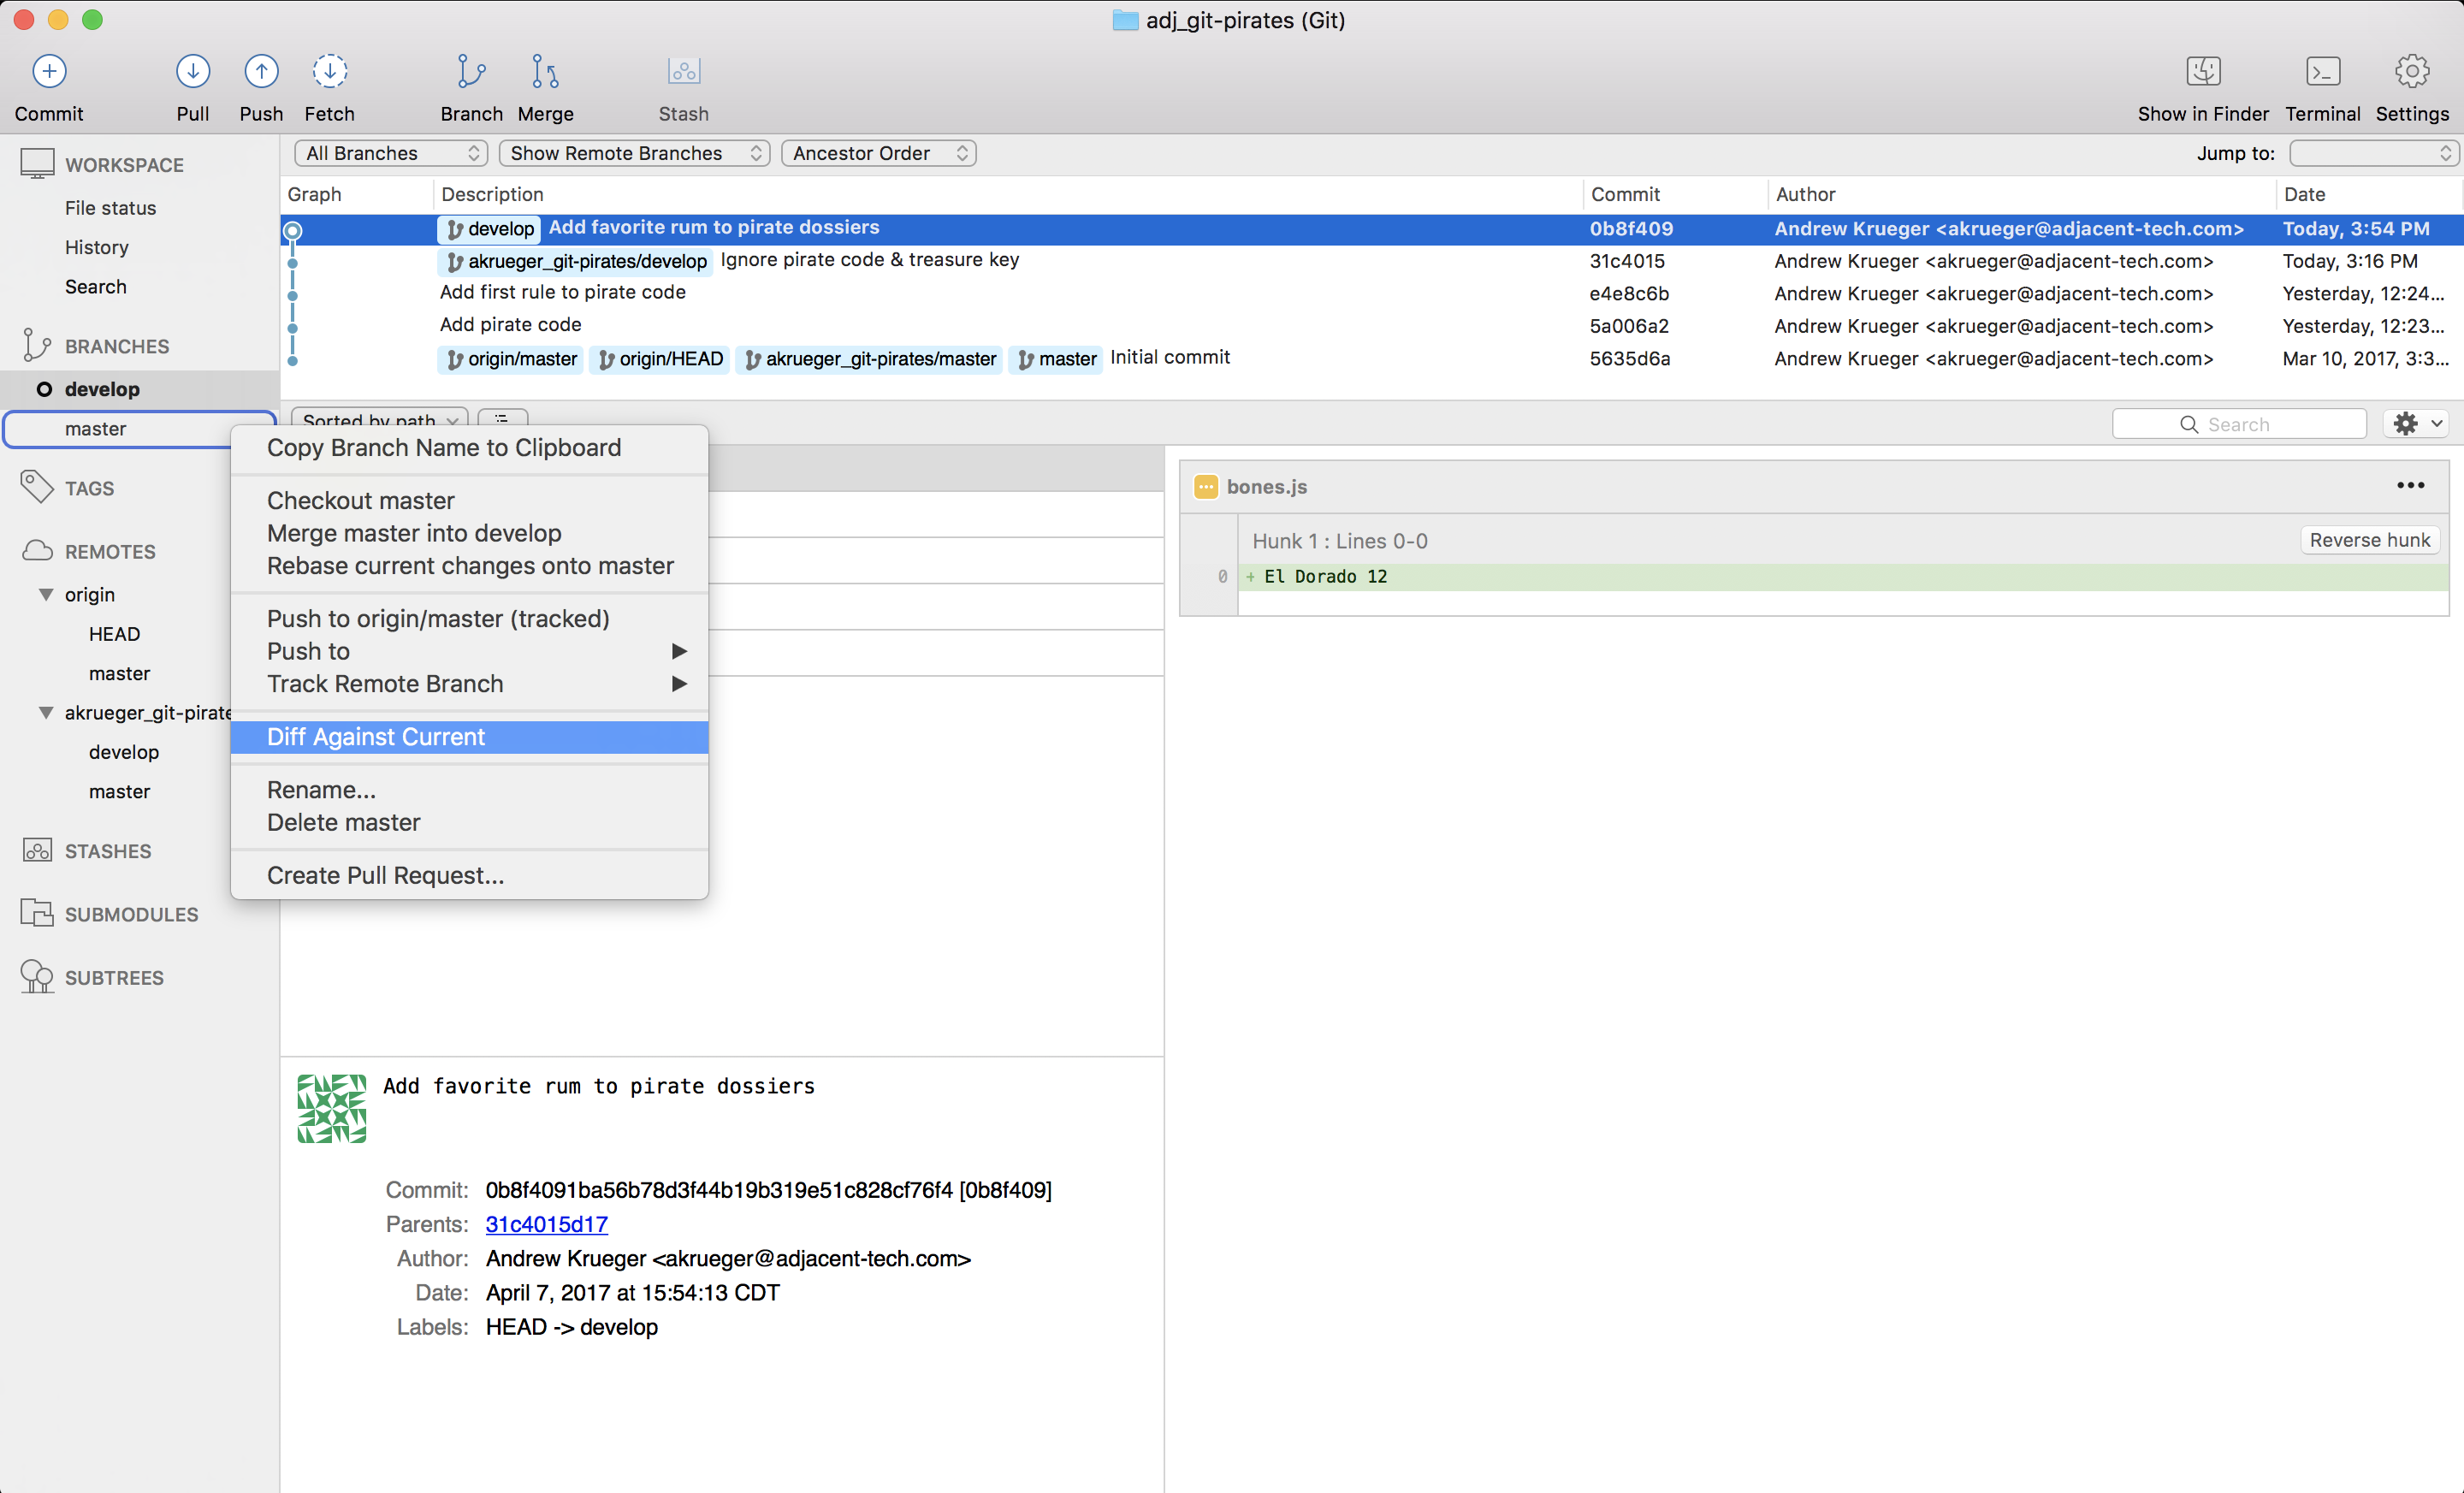 adj_git-pirates (Git)
Commit Pull Push Fetch Branch Merge Stash Show in Finder Terminal Settings
WORKSPACE
File status
History
Search
BRANCHES
develop
master
TAGS
REMOTES
origin
HEAD
master
akrueger_git-pirate
develop
master
STASHES
SUBMODULES
SUBTREES
All Branches Show Remote Branches Ancestor Order Jump to:
Graph Description Commit Author Date
develop Add favorite rum to pirate dossiers 0b8f409 Andrew Krueger <akrueger@adjacent-tech.com> Today, 3:54 PM
akrueger_git-pirates/develop Ignore pirate code & treasure key 31c4015 Andrew Krueger <akrueger@adjacent-tech.com> Today, 3:16 PM
Add first rule to pirate code e4e8c6b Andrew Krueger <akrueger@adjacent-tech.com> Yesterday, 12:24...
Add pirate code 5a006a2 Andrew Krueger <akrueger@adjacent-tech.com> Yesterday, 12:23...
origin/master origin/HEAD akrueger_git-pirates/master master Initial commit 5635d6a Andrew Krueger <akrueger@adjacent-tech.com> Mar 10, 2017, 3:3...
Sorted by path Search
Copy Branch Name to Clipboard
Checkout master
Merge master into develop
Rebase current changes onto master
Push to origin/master (tracked)
Push to
Track Remote Branch
Diff Against Current
Rename...
Delete master
Create Pull Request...
bones.js
Hunk 1 : Lines 0-0 Reverse hunk
0 + El Dorado 12
Add favorite rum to pirate dossiers
Commit: 0b8f4091ba56b78d3f44b19b319e51c828cf76f4 [0b8f409]
Parents: 31c4015d17
Author: Andrew Krueger <akrueger@adjacent-tech.com>
Date: April 7, 2017 at 15:54:13 CDT
Labels: HEAD -> develop